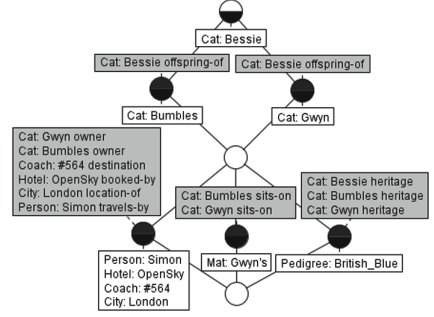 Cat: Bessie
Cat: Bessie offspring-of
Cat: Bessie offspring-of
Cat: Bumbles
Cat: Gwyn
Cat: Gwyn owner
Cat: Bumbles owner
Coach: #564 destination
Hotel: OpenSky booked-by
City: London location-of
Person: Simon travels-by
Cat: Bumbles sits-on
Cat: Gwyn sits-on
Cat: Bessie heritage
Cat: Bumbles heritage
Cat: Gwyn heritage
Person: Simon
Hotel: OpenSky
Coach: #564
City: London
Mat: Gwyn's
Pedigree: British_Blue